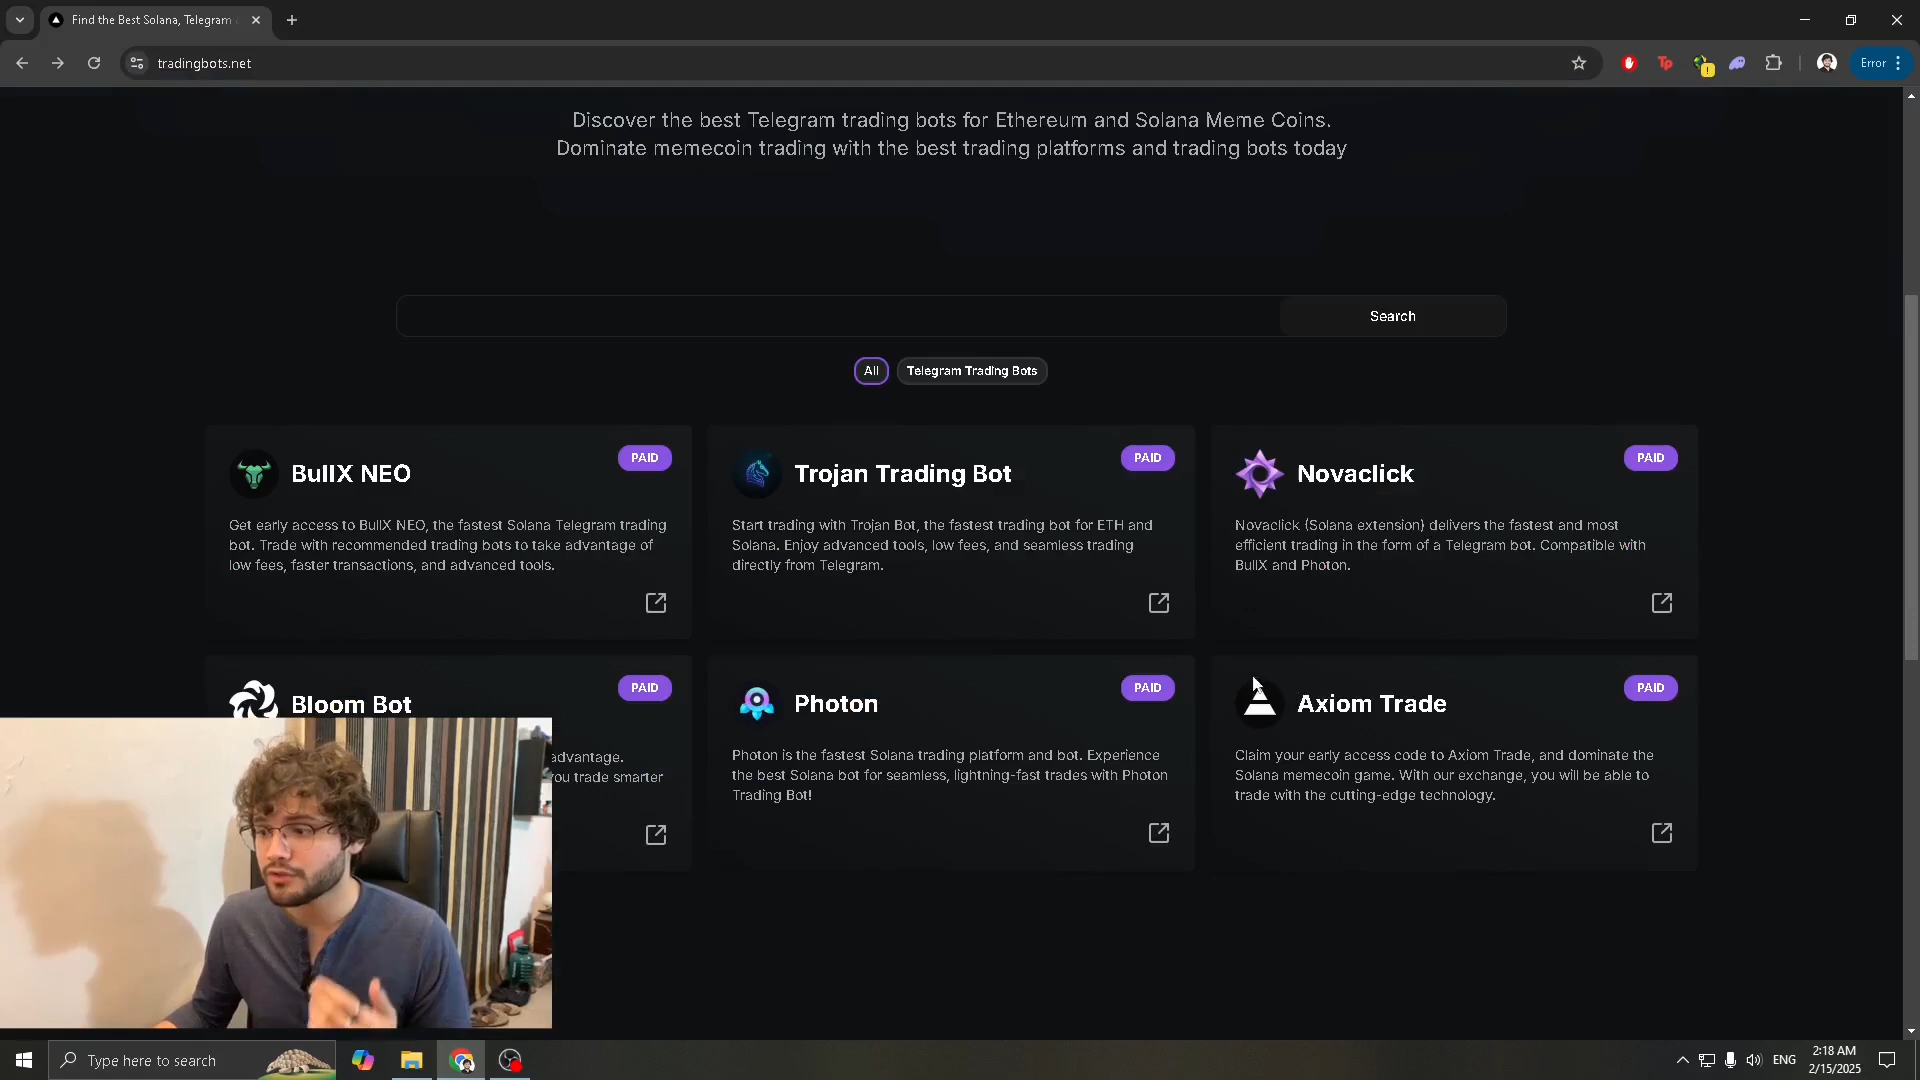 Find the Best Solana, Telegram
tradingbots.net
Tp
Error
Discover the best Telegram trading bots for Ethereum and Solana Meme Coins.
Dominate memecoin trading with the best trading platforms and trading bots today
Search
All
Telegram Trading Bots
BullX NEO
PAID
Get early access to BullX NEO, the fastest Solana Telegram trading
bot. Trade with recommended trading bots to take advantage of
low fees, faster transactions, and advanced tools.
Trojan Trading Bot
PAID
Start trading with Trojan Bot, the fastest trading bot for ETH and
Solana. Enjoy advanced tools, low fees, and seamless trading
directly from Telegram.
Novaclick
PAID
Novaclick (Solana extension) delivers the fastest and most
efficient trading in the form of a Telegram bot. Compatible with
BullX and Photon.
Bloom Bot
PAID
advantage.
you trade smarter
Photon
PAID
Photon is the fastest Solana trading platform and bot. Experience
the best Solana bot for seamless, lightning-fast trades with Photon
Trading Bot!
Axiom Trade
PAID
Claim your early access code to Axiom Trade, and dominate the
Solana memecoin game. With our exchange, you will be able to
trade with the cutting-edge technology.
Type here to search
ENG
2:18 AM
2/15/2025